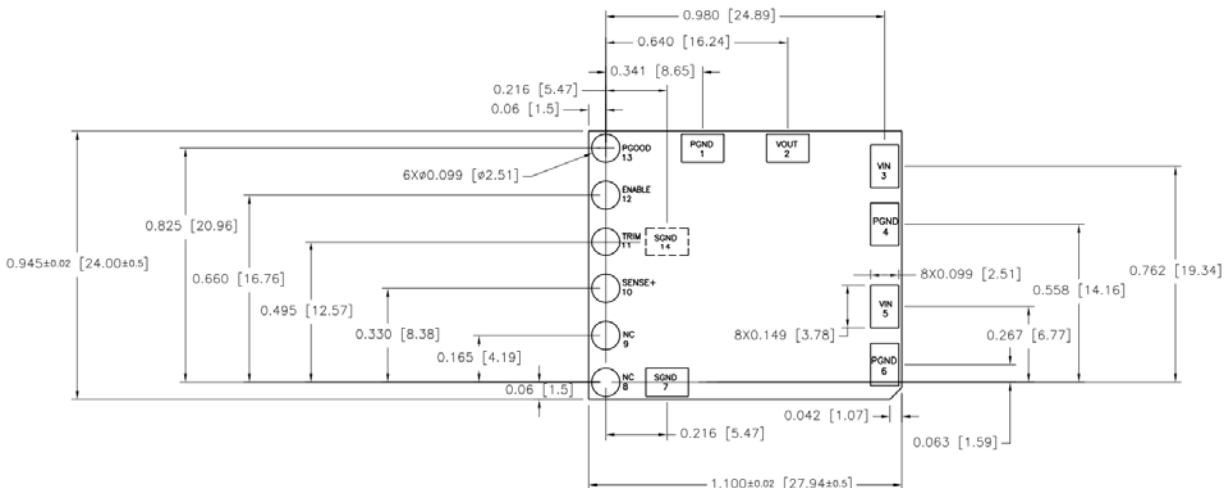 0.980 [24.89]
0.640 [16.24]
0.341 [8.65]
0.216 [5.47]
0.06 [1.5]
PGOOD
13
PGND
1
VOUT
2
VIN
3
6XØ0.099 [Ø2.51]
ENABLE
12
0.825 [20.96]
PGND
4
TRIM
11
SGND
14
0.945±0.02 [24.00±0.5]
0.660 [16.76]
8X0.099 [2.51]
0.762 [19.34]
0.558 [14.16]
SENSE+
10
0.495 [12.57]
VIN
5
0.330 [8.38]
8X0.149 [3.78]
0.267 [6.77]
NC
9
0.165 [4.19]
PGND
6
NC
8
SGND
7
0.06 [1.5]
0.042 [1.07]
0.216 [5.47]
0.063 [1.59]
1.100±0.02 [27.94±0.5]